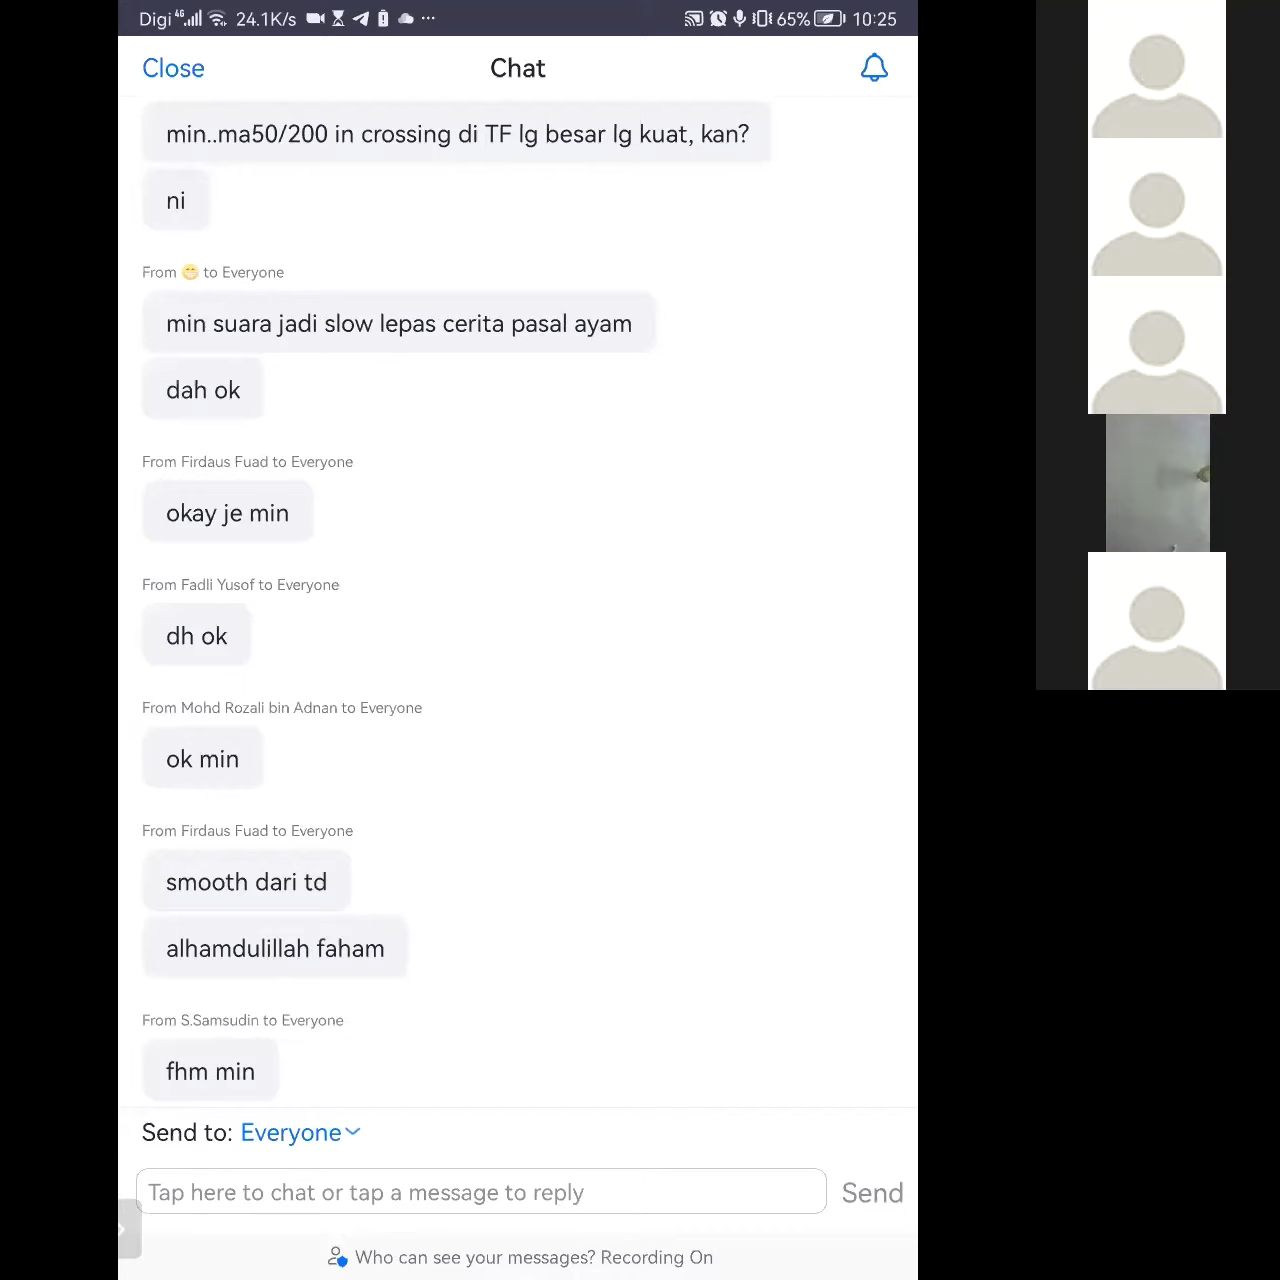 Digi 4G 24.1K/s ... 65% 10:25
Close Chat
min..ma50/200 in crossing di TF lg besar lg kuat, kan?
ni
From 😁 to Everyone
min suara jadi slow lepas cerita pasal ayam
dah ok
From Firdaus Fuad to Everyone
okay je min
From Fadli Yusof to Everyone
dh ok
From Mohd Rozali bin Adnan to Everyone
ok min
From Firdaus Fuad to Everyone
smooth dari td
alhamdulillah faham
From S.Samsudin to Everyone
fhm min
Send to: Everyone
Tap here to chat or tap a message to reply Send
Who can see your messages? Recording On